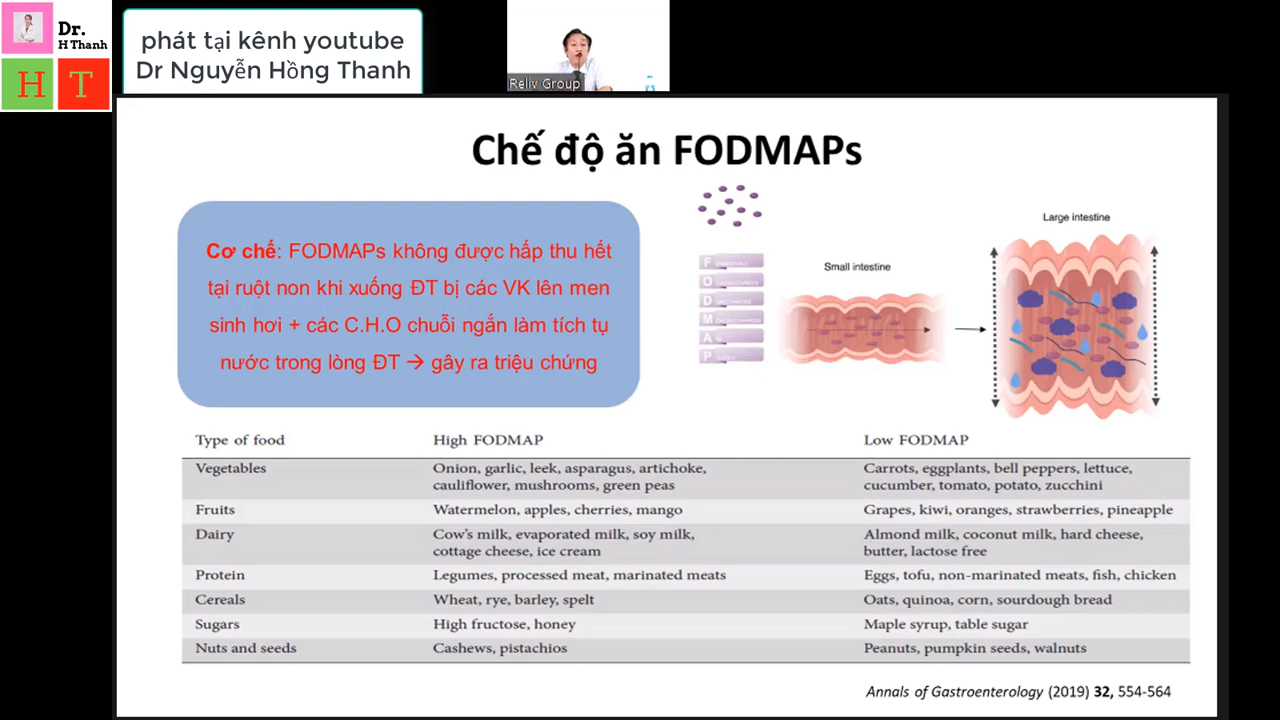 Dr.
H Thanh
H T
phát tại kênh youtube
Dr Nguyễn Hồng Thanh
Reliv Group
Chế độ ăn FODMAPs
Cơ chế: FODMAPs không được hấp thu hết
tại ruột non khi xuống ĐT bị các VK lên men
sinh hơi + các C.H.O chuỗi ngắn làm tích tụ
nước trong lòng ĐT → gây ra triệu chứng
F
O
D
M
A
P
Small intestine
Large intestine
Type of food High FODMAP Low FODMAP
Vegetables Onion, garlic, leek, asparagus, artichoke, Carrots, eggplants, bell peppers, lettuce,
cauliflower, mushrooms, green peas cucumber, tomato, potato, zucchini
Fruits Watermelon, apples, cherries, mango Grapes, kiwi, oranges, strawberries, pineapple
Dairy Cow's milk, evaporated milk, soy milk, Almond milk, coconut milk, hard cheese,
cottage cheese, ice cream butter, lactose free
Protein Legumes, processed meat, marinated meats Eggs, tofu, non-marinated meats, fish, chicken
Cereals Wheat, rye, barley, spelt Oats, quinoa, corn, sourdough bread
Sugars High fructose, honey Maple syrup, table sugar
Nuts and seeds Cashews, pistachios Peanuts, pumpkin seeds, walnuts
Annals of Gastroenterology (2019) 32, 554-564